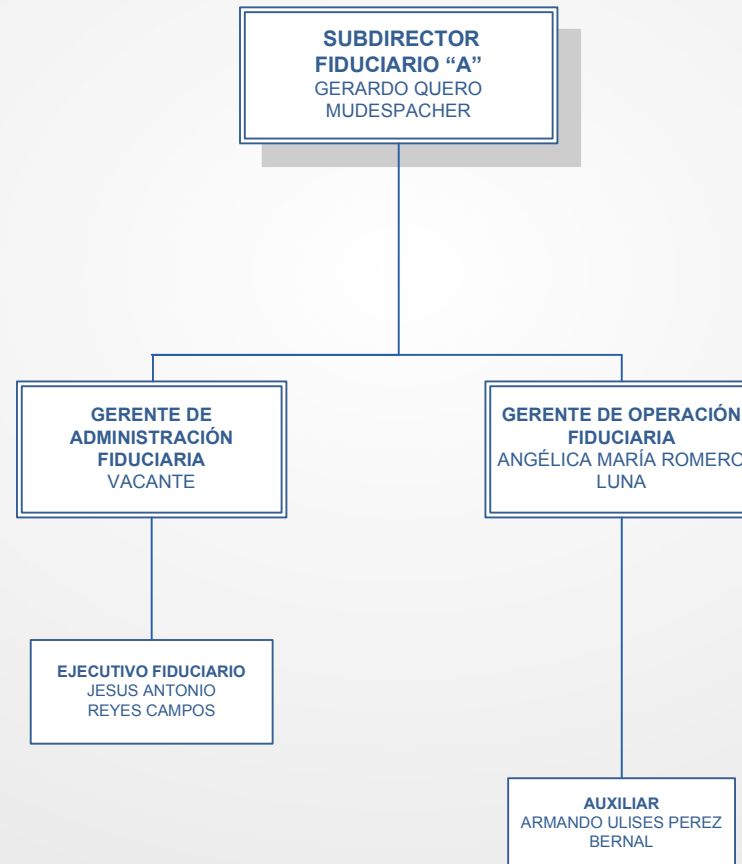 SUBDIRECTOR
FIDUCIARIO “A”
GERARDO QUERO
MUDESPACHER
GERENTE DE
ADMINISTRACIÓN
FIDUCIARIA
VACANTE
GERENTE DE OPERACIÓN
FIDUCIARIA
ANGÉLICA MARÍA ROMERO
LUNA
EJECUTIVO FIDUCIARIO
JESUS ANTONIO
REYES CAMPOS
AUXILIAR
ARMANDO ULISES PEREZ
BERNAL